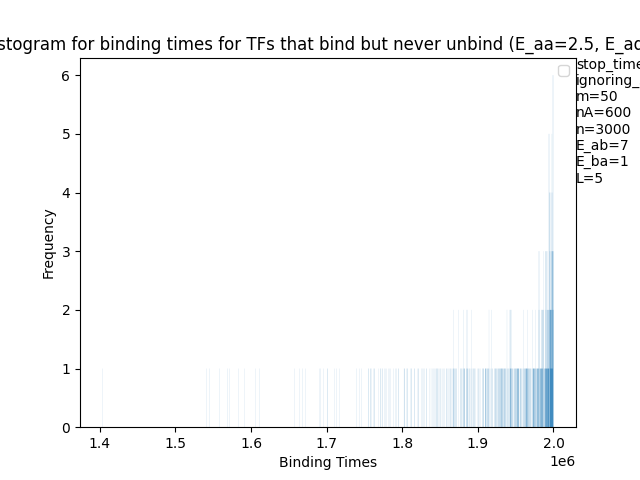 stogram for binding times for TFs that bind but never unbind (E_aa=2.5, E_ad
stop_time
ignoring_
m=50
nA=600
n=3000
E_ab=7
E_ba=1
L=5
Frequency
6
5
4
3
2
1
0
1.4 1.5 1.6 1.7 1.8 1.9 2.0
1e6
Binding Times